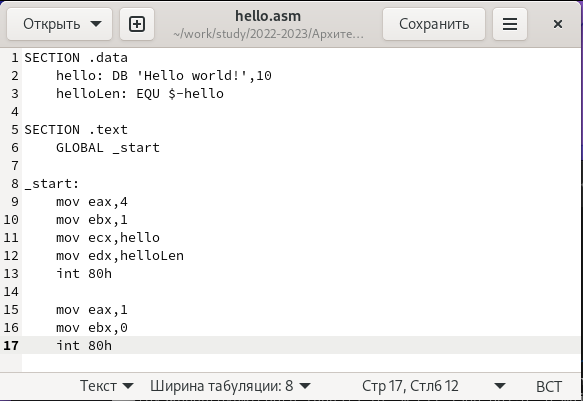 hello.asm
Открыть
~/work/study/2022-2023/Архите…
Сохранить
1 SECTION .data
2     hello: DB 'Hello world!',10
3     helloLen: EQU $-hello
4
5 SECTION .text
6     GLOBAL _start
7
8 _start:
9     mov eax,4
10     mov ebx,1
11     mov ecx,hello
12     mov edx,helloLen
13     int 80h
14
15     mov eax,1
16     mov ebx,0
17     int 80h
Текст Ширина табуляции: 8 Стр 17, Стлб 12 ВСТ